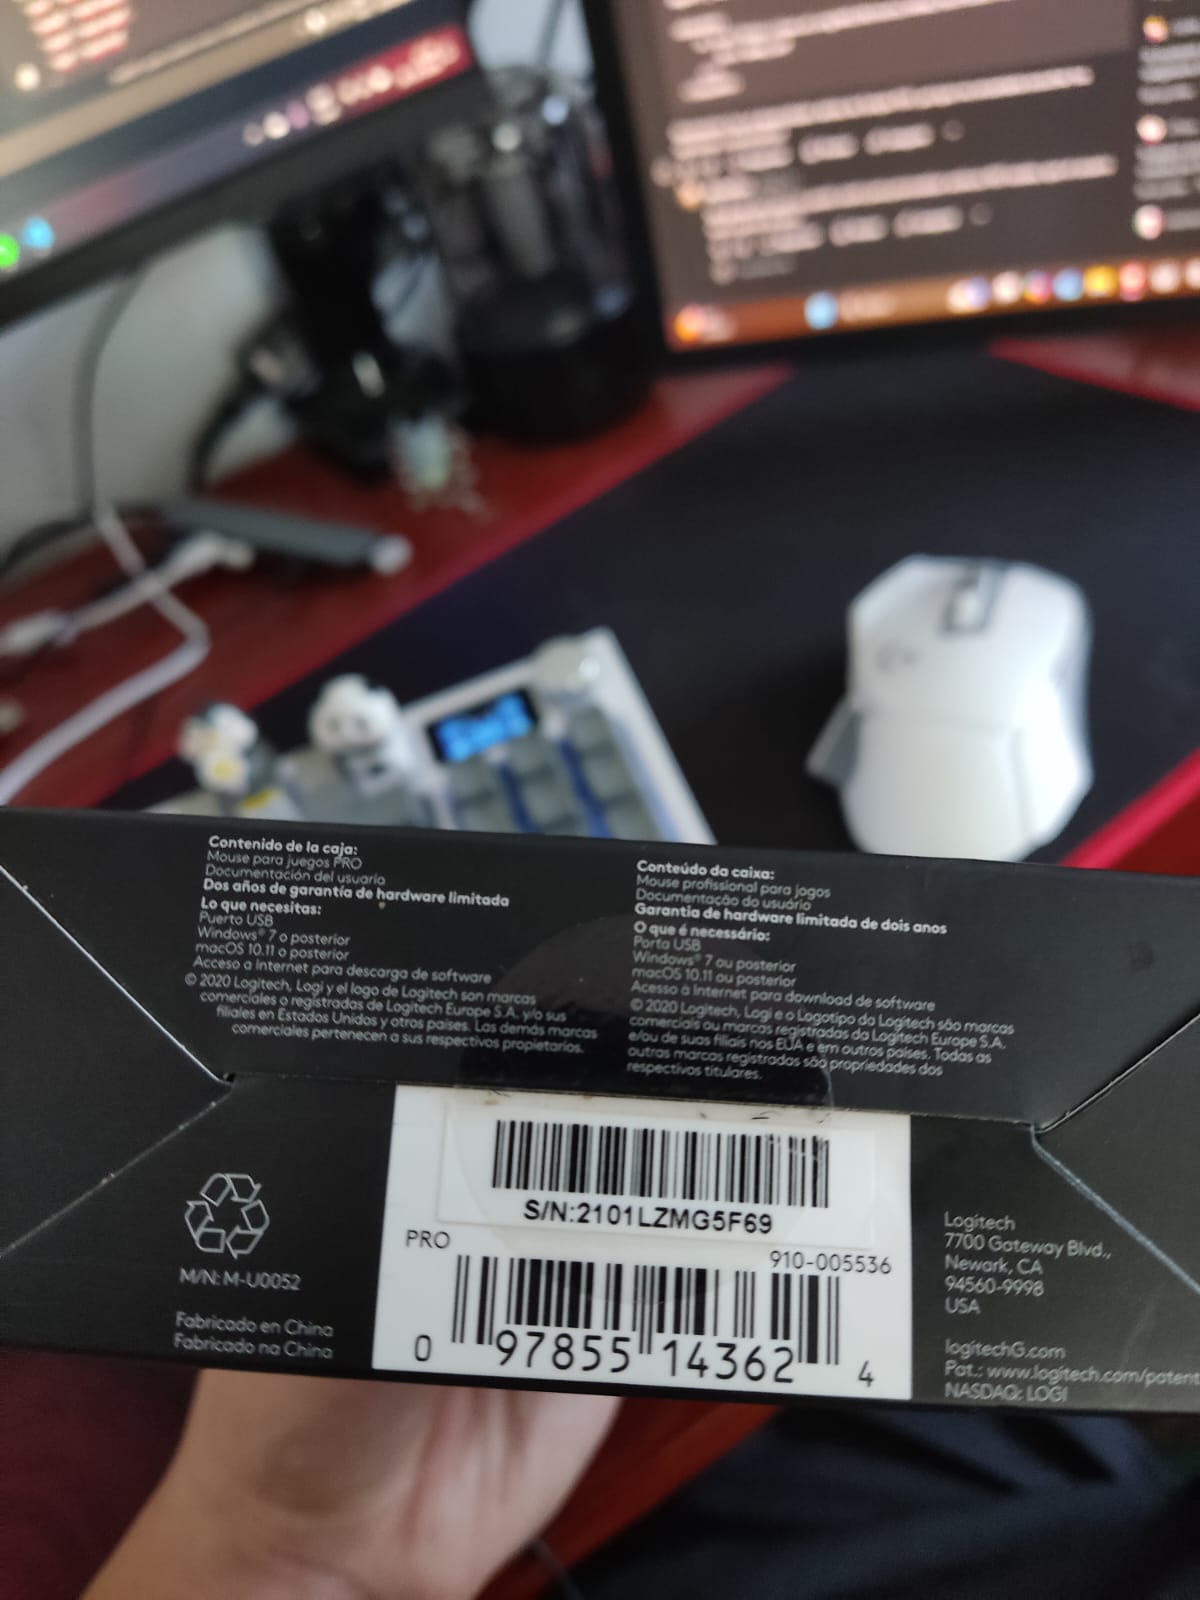 Contenido de la caja:
Mouse para juegos PRO
Documentación del usuario
Dos años de garantía de hardware limitada
Lo que necesitas:
Puerto USB
Windows® 7 o posterior
macOS 10.11 o posterior
Acceso a Internet para descarga de software
© 2020 Logitech, Logi y el logo de Logitech son marcas
comerciales o registradas de Logitech Europe S.A. y/o sus
filiales en Estados Unidos y otros países. Las demás marcas
comerciales pertenecen a sus respectivos propietarios.
Conteúdo da caixa:
Mouse profissional para jogos
Documentação do usuário
Garantia de hardware limitada de dois anos
O que é necessário:
Porta USB
Windows® 7 ou posterior
macOS 10.11 ou posterior
Acesso à Internet para download de software
© 2020 Logitech, Logi e o Logotipo da Logitech são marcas
comerciais ou marcas registradas da Logitech Europe S.A.
e/ou de suas filiais nos EUA e em outros países. Todas as
outras marcas registradas são propriedades dos
respectivos titulares.
S/N:2101LZMG5F69
PRO
910-005536
0 97855 14362 4
M/N: M-U0052
Fabricado en China
Fabricado na China
Logitech
7700 Gateway Blvd.,
Newark, CA
94560-9998
USA
logitechG.com
Pat.: www.logitech.com/patent
NASDAQ: LOGI